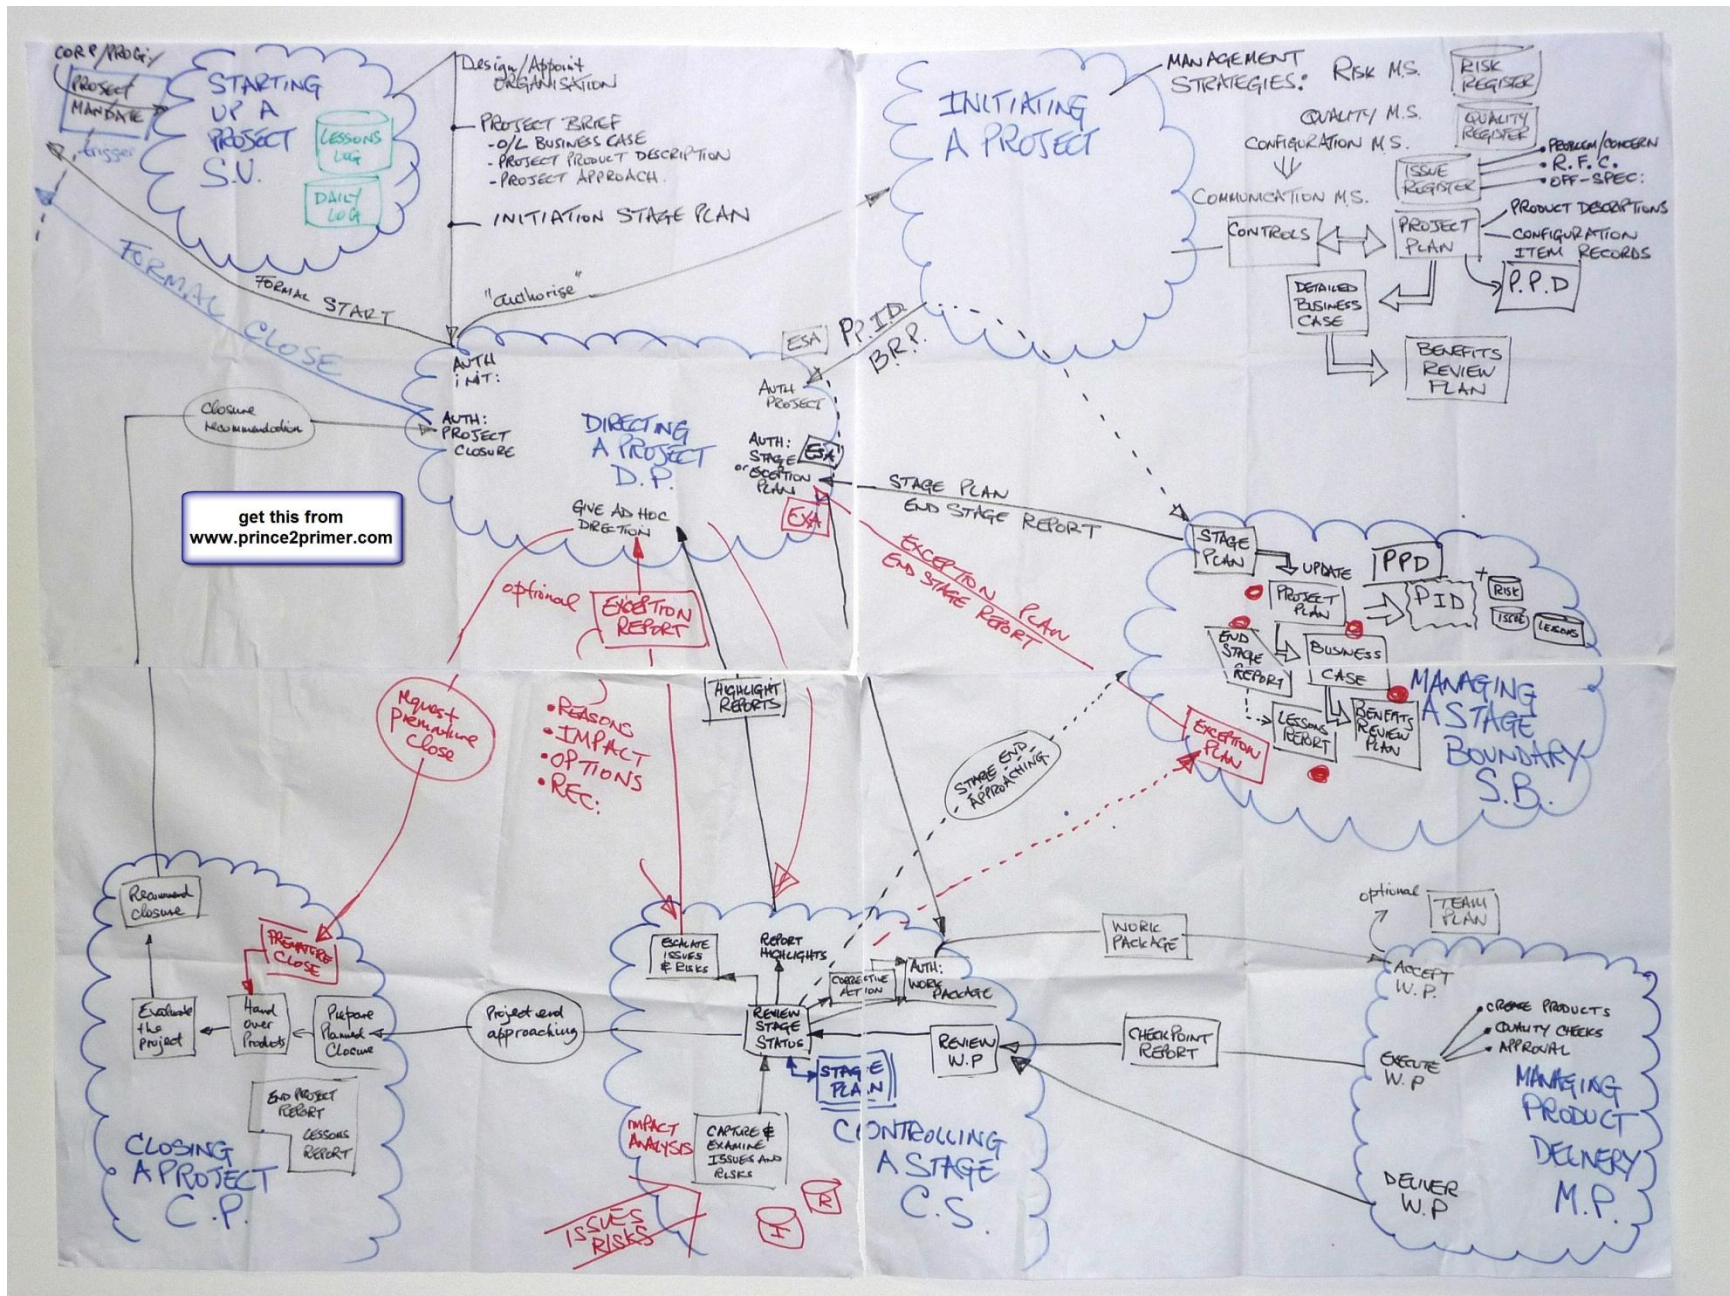 CORP/PROG:
PROJECT
MANDATE
trigger
STARTING
UP A
PROJECT
S.U.
LESSONS
LOG
DAILY
LOG
Design/Appoint
ORGANISATION
PROJECT BRIEF
- O/L BUSINESS CASE
- PROJECT PRODUCT DESCRIPTION
- PROJECT APPROACH
INITIATION STAGE PLAN
"authorise"
FORMAL START
FORMAL CLOSE
INITIATING
A PROJECT
MANAGEMENT
STRATEGIES:
RISK M.S.
QUALITY M.S.
CONFIGURATION M.S.
COMMUNICATION M.S.
RISK
REGISTER
QUALITY
REGISTER
ISSUE
REGISTER
• PROBLEM/CONCERN
• R.F.C.
• OFF-SPEC:
CONTROLS
PROJECT
PLAN
PRODUCT DESCRIPTIONS
CONFIGURATION
ITEM RECORDS
P.P.D
DETAILED
BUSINESS
CASE
BENEFITS
REVIEW
PLAN
ESA
P.I.D.
B.R.P.
AUTH
INIT:
AUTH
PROJECT
AUTH:
PROJECT
CLOSURE
DIRECTING
A PROJECT
D.P.
AUTH:
STAGE
or EXCEPTION
PLAN
ESA
EXA
GIVE AD HOC
DIRECTION
closure
recommendation
get this from
www.prince2primer.com
optional
EXCEPTION
REPORT
STAGE PLAN
END STAGE REPORT
EXCEPTION PLAN
END STAGE REPORT
STAGE
PLAN
UPDATE
PROJECT
PLAN
PPD
PID
+
RISK
ISSUE
LESSONS
END
STAGE
REPORT
BUSINESS
CASE
LESSONS
REPORT
BENEFITS
REVIEW
PLAN
EXCEPTION
PLAN
MANAGING
A STAGE
BOUNDARY
S.B.
Request
premature
close
• REASONS
• IMPACT
• OPTIONS
• REC:
HIGHLIGHT
REPORTS
STAGE END
APPROACHING
Recommend
closure
PREMATURE
CLOSE
Evaluate
the
project
Hand
over
Products
Prepare
Planned
Closure
END PROJECT
REPORT
LESSONS
REPORT
CLOSING
A PROJECT
C.P.
Project end
approaching
ESCALATE
ISSUES
& RISKS
REPORT
HIGHLIGHTS
CORRECTIVE
ACTION
AUTH:
WORK
PACKAGE
REVIEW
STAGE
STATUS
REVIEW
W.P
STAGE
PLAN
IMPACT
ANALYSIS
CAPTURE &
EXAMINE
ISSUES AND
RISKS
ISSUES
RISKS
I
R
CONTROLLING
A STAGE
C.S.
WORK
PACKAGE
CHECKPOINT
REPORT
optional
TEAM
PLAN
ACCEPT
W.P.
• CREATE PRODUCTS
• QUALITY CHECKS
• APPROVAL
EXECUTE
W.P
MANAGING
PRODUCT
DELIVERY
M.P.
DELIVER
W.P